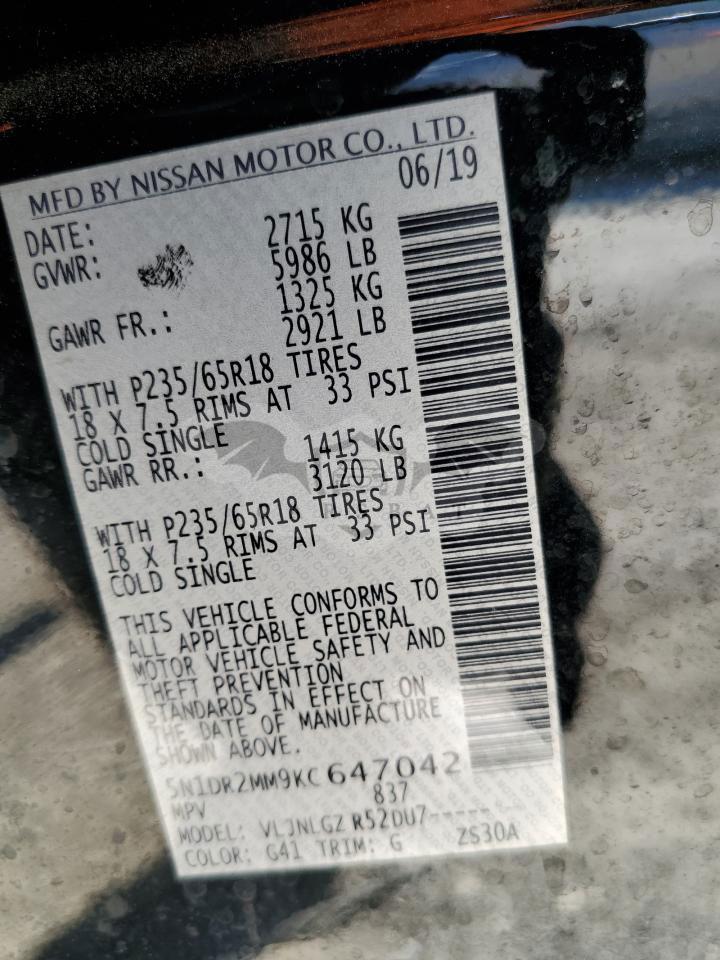 MFD BY NISSAN MOTOR CO., LTD.
DATE: 06/19
GVWR: 2715 KG
5986 LB
GAWR FR.: 1325 KG
2921 LB
WITH P235/65R18 TIRES
18 X 7.5 RIMS AT 33 PSI
COLD SINGLE
GAWR RR.: 1415 KG
3120 LB
WITH P235/65R18 TIRES
18 X 7.5 RIMS AT 33 PSI
COLD SINGLE
THIS VEHICLE CONFORMS TO
ALL APPLICABLE FEDERAL
MOTOR VEHICLE SAFETY AND
THEFT PREVENTION
STANDARDS IN EFFECT ON
THE DATE OF MANUFACTURE
SHOWN ABOVE.
5N1DR2MM9KC647042
MPV 837
MODEL: VLJNLGZ R52DU7-----
COLOR: G41 TRIM: G ZS30A